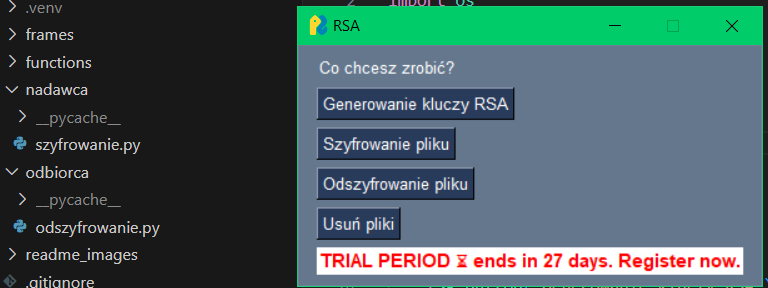 .venv
frames
functions
nadawca
__pycache__
szyfrowanie.py
odbiorca
__pycache__
odszyfrowanie.py
readme_images
.gitignore
2 import os
RSA
Co chcesz zrobić?
Generowanie kluczy RSA
Szyfrowanie pliku
Odszyfrowanie pliku
Usuń pliki
TRIAL PERIOD ⏳ ends in 27 days. Register now.